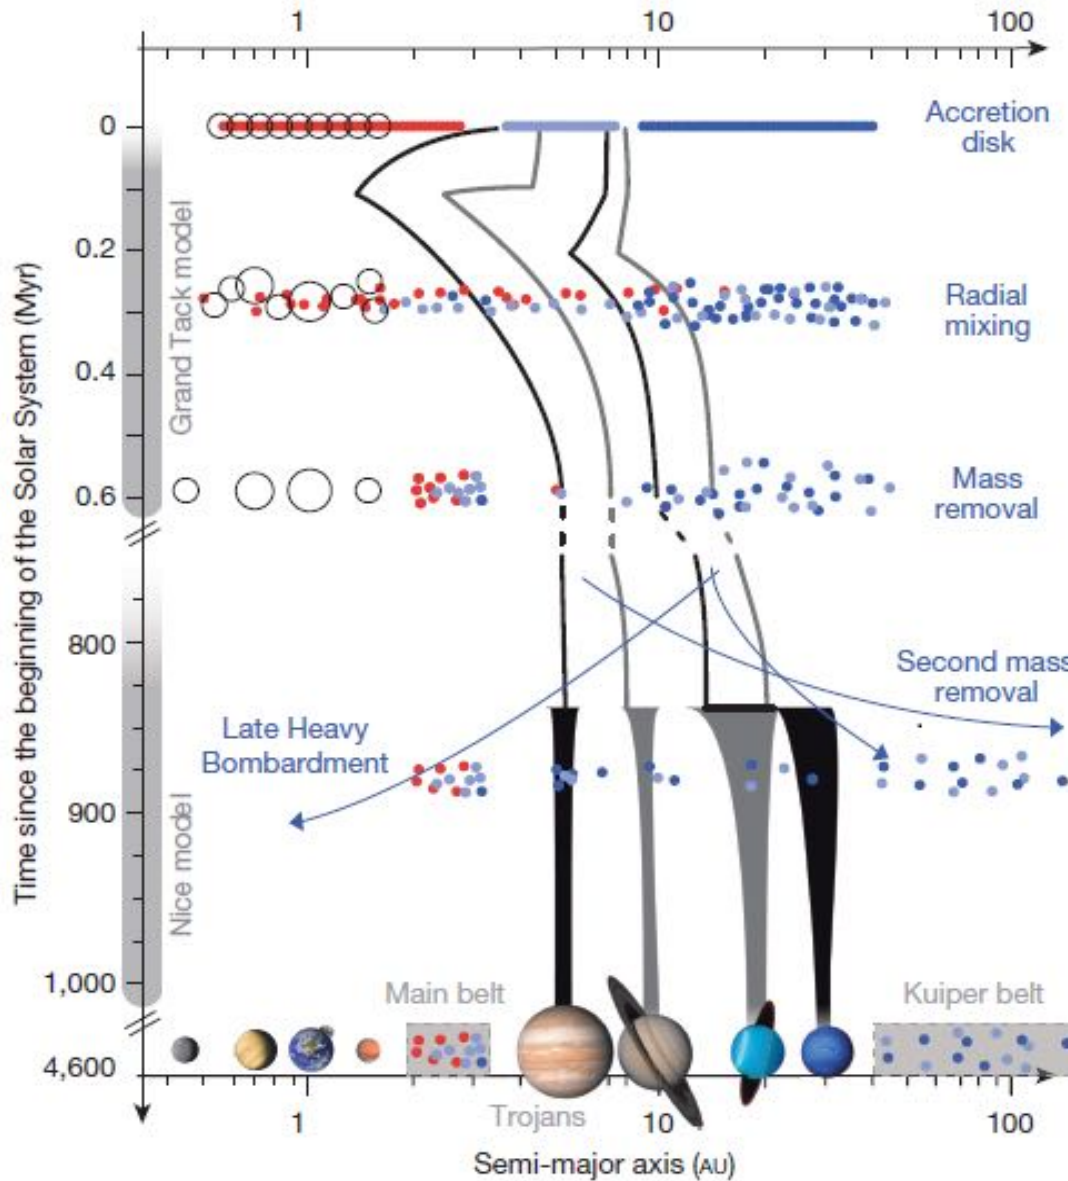 1 10 100
0
Accretion
disk
Grand Tack model
0.2
Radial
mixing
0.4
0.6
Mass
removal
Time since the beginning of the Solar System (Myr)
800
Second mass
removal
Late Heavy
Bombardment
900
Nice model
1,000
Main belt
Kuiper belt
4,600
Trojans
1 10 100
Semi-major axis (AU)